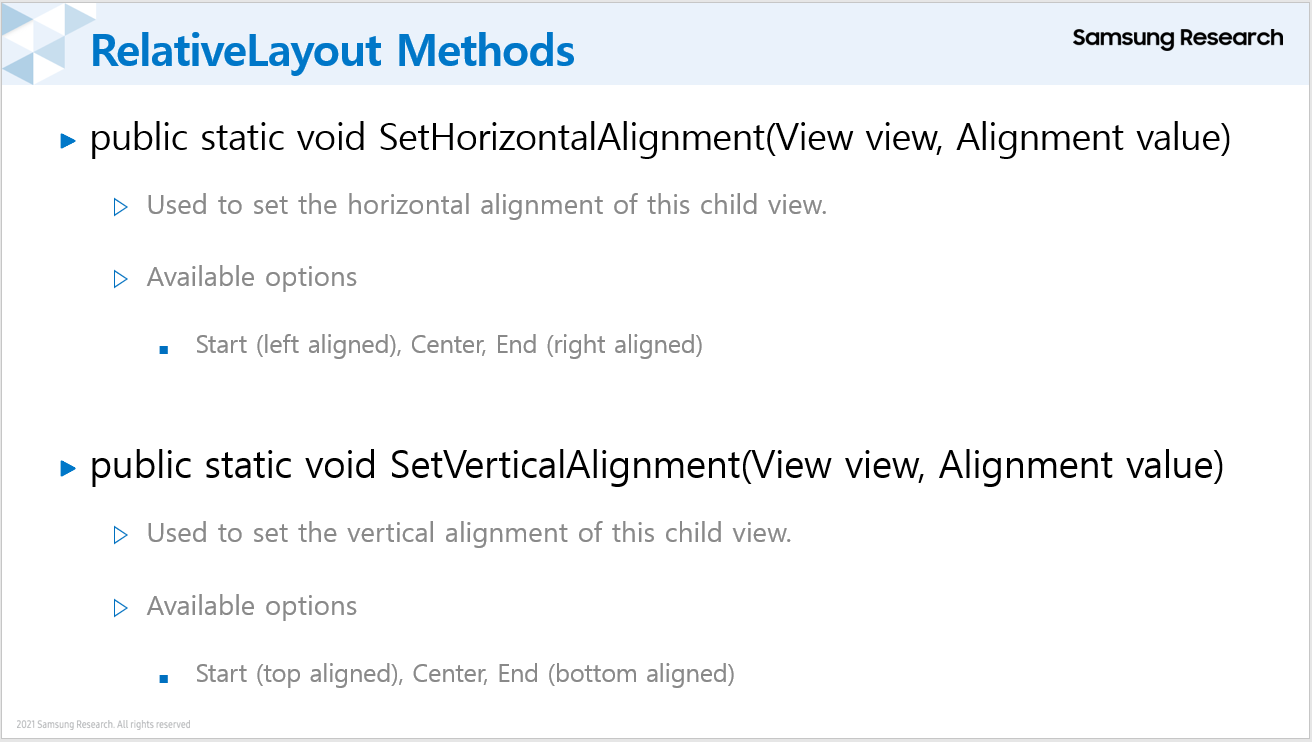 RelativeLayout Methods
Samsung Research
public static void SetHorizontalAlignment(View view, Alignment value)
Used to set the horizontal alignment of this child view.
Available options
Start (left aligned), Center, End (right aligned)
public static void SetVerticalAlignment(View view, Alignment value)
Used to set the vertical alignment of this child view.
Available options
Start (top aligned), Center, End (bottom aligned)
2021 Samsung Research. All rights reserved